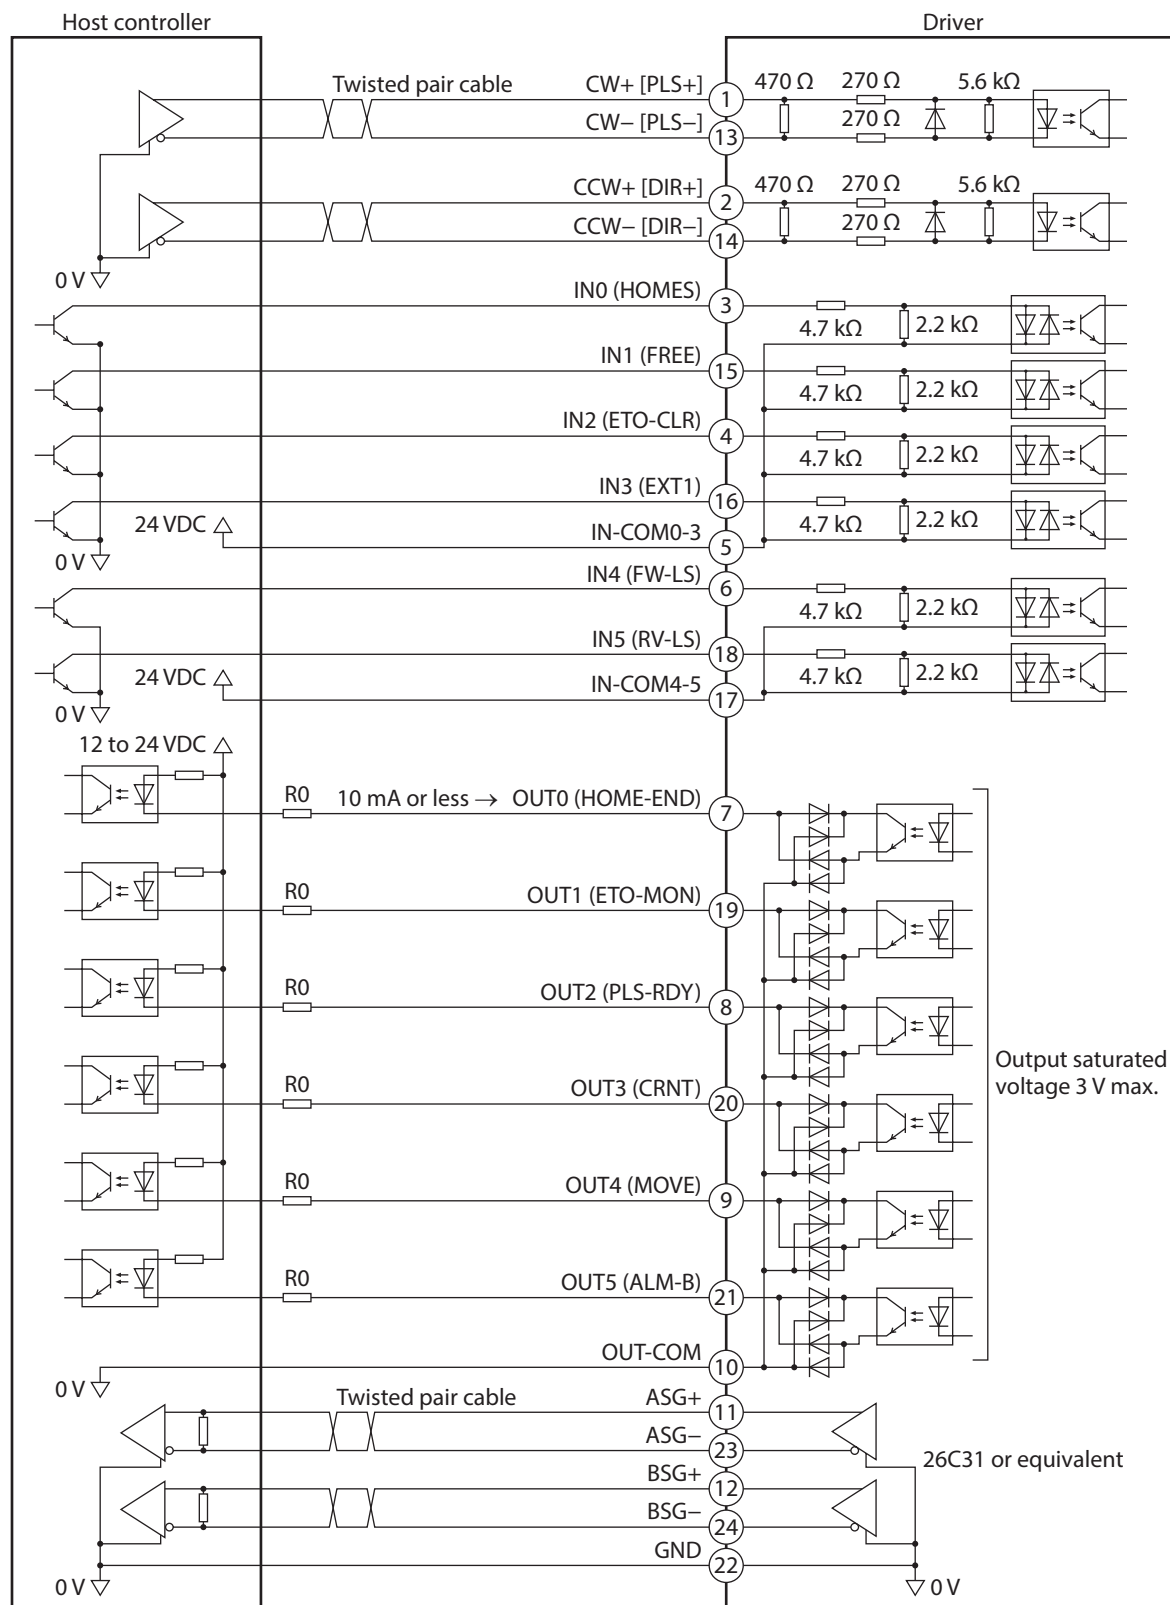 Host controller
Driver
Twisted pair cable
CW+ [PLS+]
1
470 Ω
270 Ω
5.6 kΩ
CW− [PLS−]
13
270 Ω
CCW+ [DIR+]
2
470 Ω
270 Ω
5.6 kΩ
CCW− [DIR−]
14
270 Ω
0 V
IN0 (HOMES)
3
4.7 kΩ
2.2 kΩ
IN1 (FREE)
15
4.7 kΩ
2.2 kΩ
IN2 (ETO-CLR)
4
4.7 kΩ
2.2 kΩ
IN3 (EXT1)
16
4.7 kΩ
2.2 kΩ
24 VDC
IN-COM0-3
5
0 V
IN4 (FW-LS)
6
4.7 kΩ
2.2 kΩ
IN5 (RV-LS)
18
4.7 kΩ
2.2 kΩ
24 VDC
IN-COM4-5
17
0 V
12 to 24 VDC
R0
10 mA or less → OUT0 (HOME-END)
7
R0
OUT1 (ETO-MON)
19
R0
OUT2 (PLS-RDY)
8
Output saturated
voltage 3 V max.
R0
OUT3 (CRNT)
20
R0
OUT4 (MOVE)
9
R0
OUT5 (ALM-B)
21
OUT-COM
10
0 V
Twisted pair cable
ASG+
11
ASG−
23
26C31 or equivalent
BSG+
12
BSG−
24
GND
22
0 V
0 V